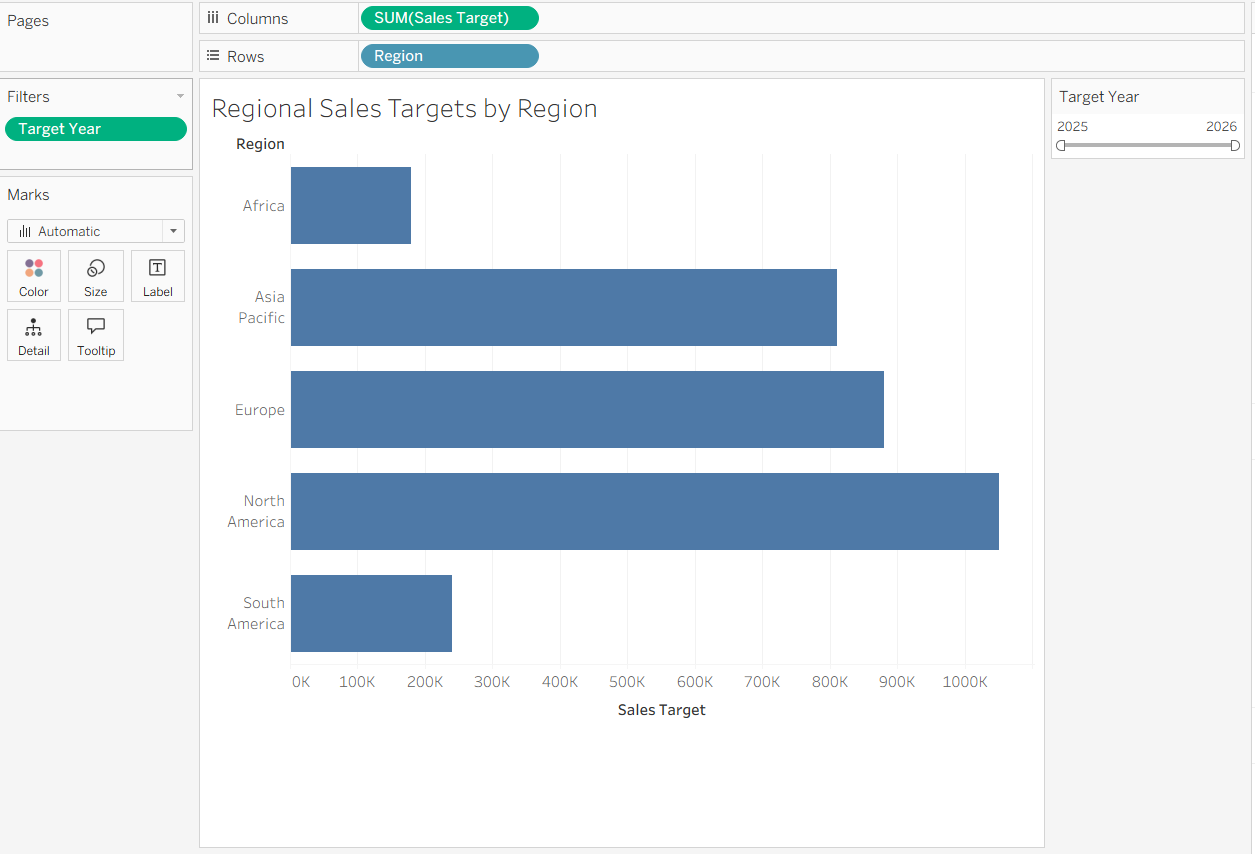 Pages
Columns
SUM(Sales Target)
Rows
Region
Filters
Target Year
Marks
Automatic
Color
Size
Label
Detail
Tooltip
Regional Sales Targets by Region
Region
Africa
Asia
Pacific
Europe
North
America
South
America
0K 100K 200K 300K 400K 500K 600K 700K 800K 900K 1000K
Sales Target
Target Year
2025 2026